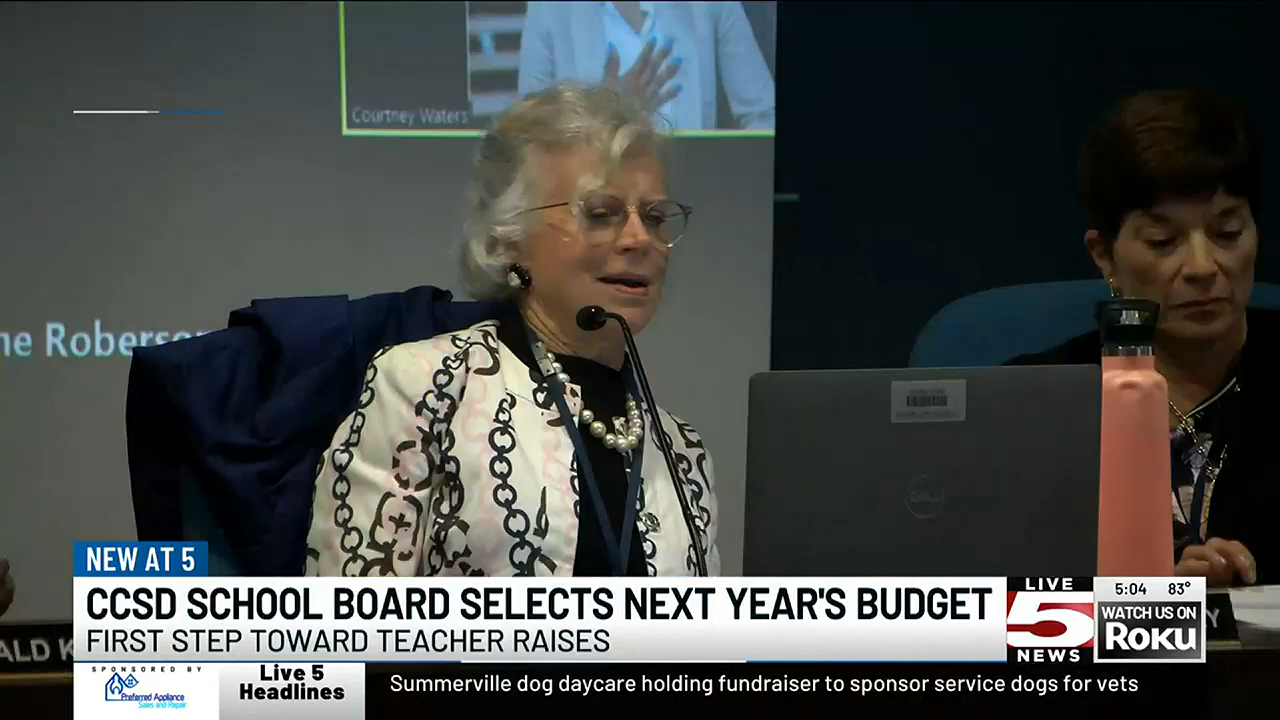 Courtney Waters
ne Roberson
NEW AT 5
CCSD SCHOOL BOARD SELECTS NEXT YEAR'S BUDGET
FIRST STEP TOWARD TEACHER RAISES
LIVE
5
NEWS
5:04 83°
WATCH US ON
Roku
ALD K
Y
SPONSORED BY
Preferred Appliance
Sales and Repair
Live 5
Headlines
Summerville dog daycare holding fundraiser to sponsor service dogs for vets
DELL